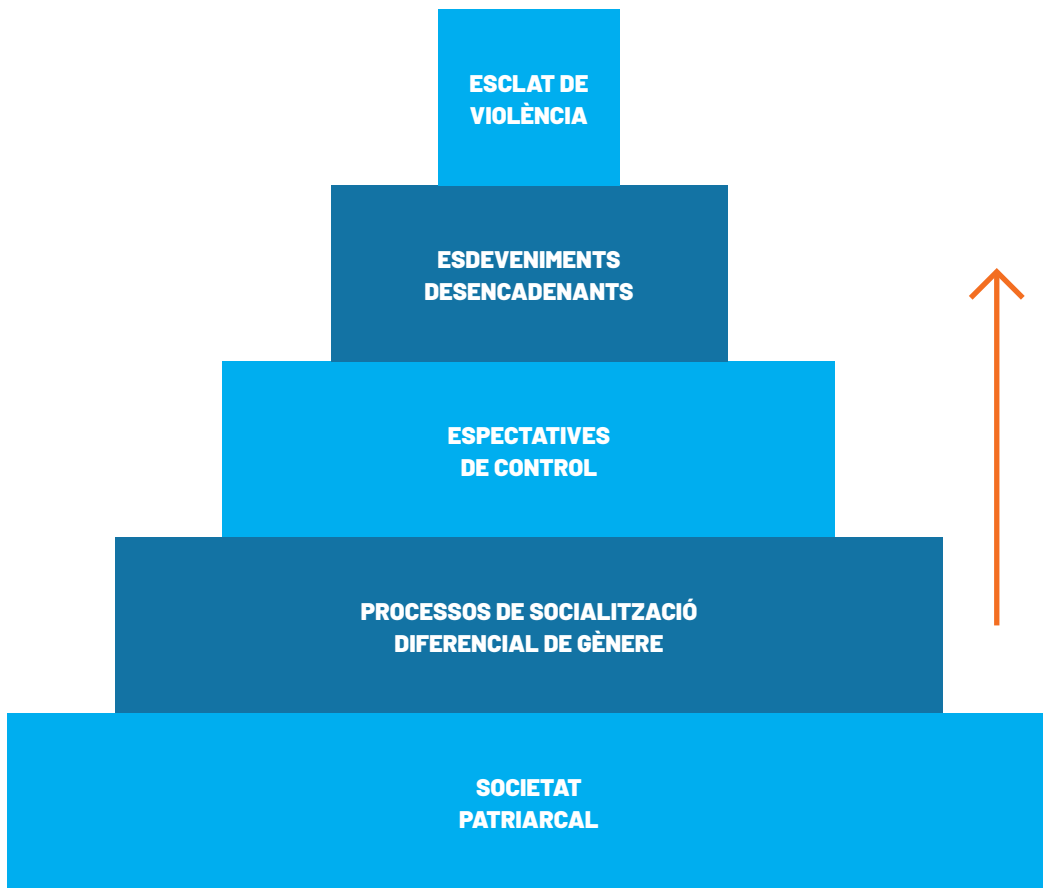 ESCLAT DE
VIOLÈNCIA
ESDEVENIMENTS
DESENCADENANTS
ESPECTATIVES
DE CONTROL
PROCESSOS DE SOCIALITZACIÓ
DIFERENCIAL DE GÈNERE
SOCIETAT
PATRIARCAL